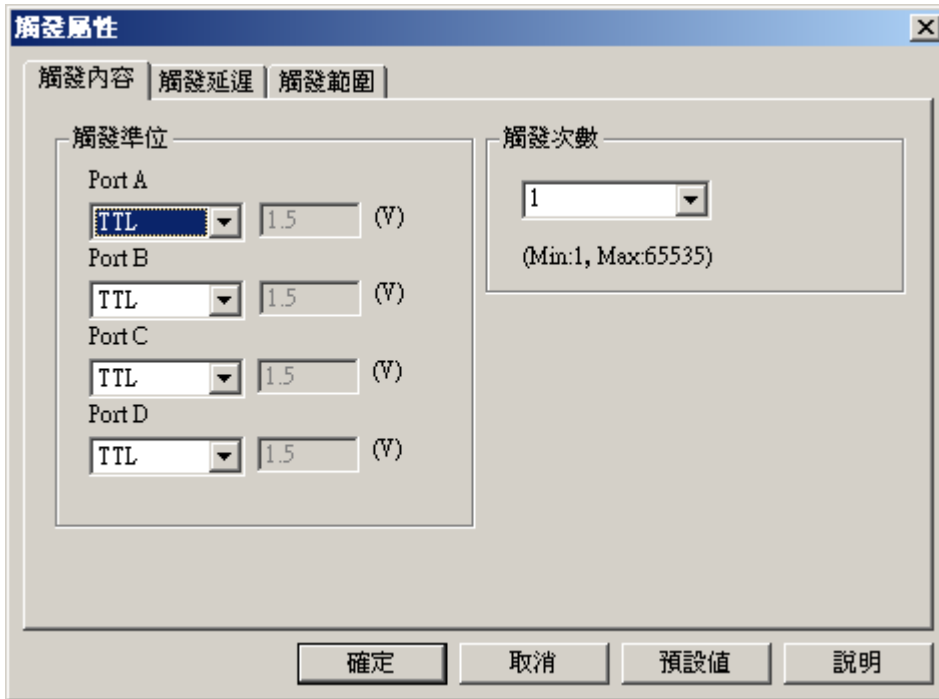 觸發屬性
觸發內容 觸發延遲 觸發範圍
觸發準位
Port A
TTL 1.5 (V)
Port B
TTL 1.5 (V)
Port C
TTL 1.5 (V)
Port D
TTL 1.5 (V)
觸發次數
1
(Min:1, Max:65535)
確定 取消 預設値 說明